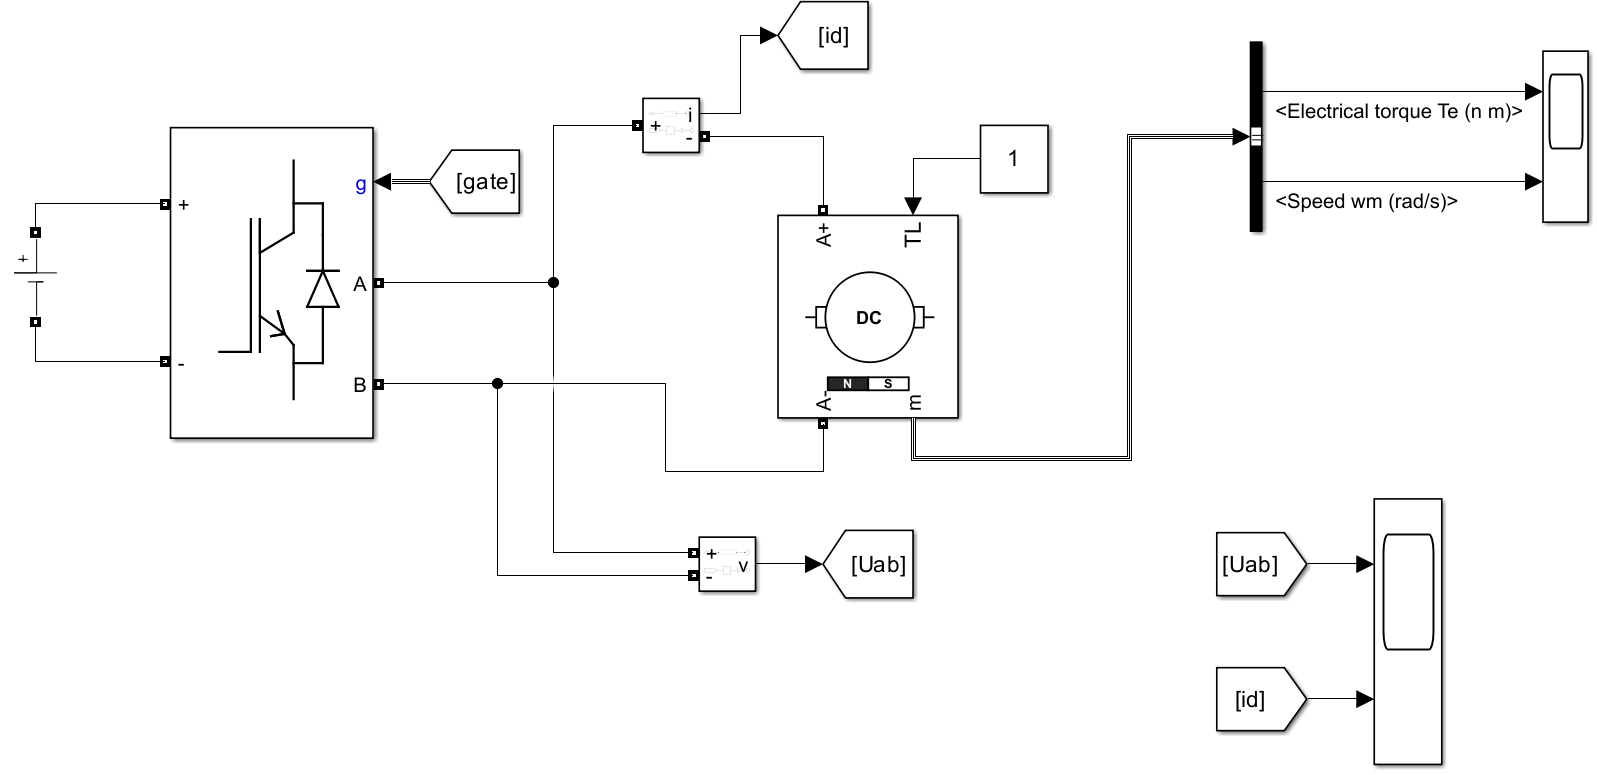 [id]
i
+
-
1
<Electrical torque Te (n m)>
<Speed wm (rad/s)>
g
[gate]
+
+
A
B
-
A+
TL
DC
N
S
A-
m
+
-
v
[Uab]
[Uab]
[id]